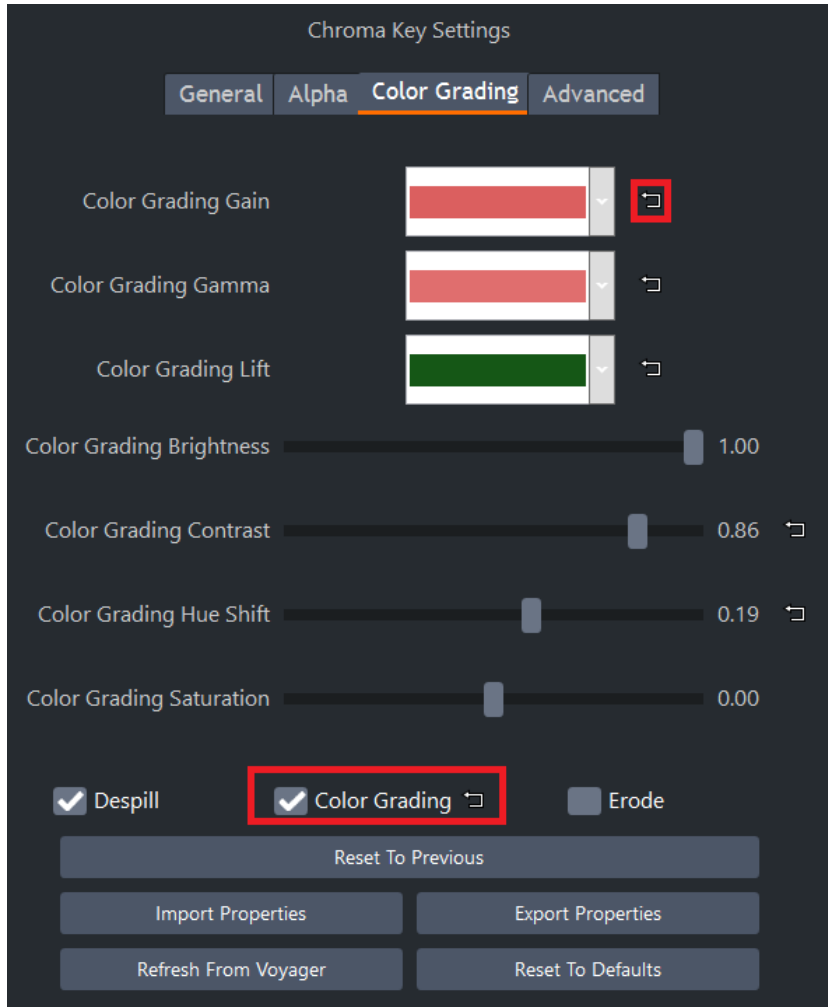 Chroma Key Settings
General Alpha Color Grading Advanced
Color Grading Gain
Color Grading Gamma
Color Grading Lift
Color Grading Brightness 1.00
Color Grading Contrast 0.86
Color Grading Hue Shift 0.19
Color Grading Saturation 0.00
Despill Color Grading Erode
Reset To Previous
Import Properties Export Properties
Refresh From Voyager Reset To Defaults